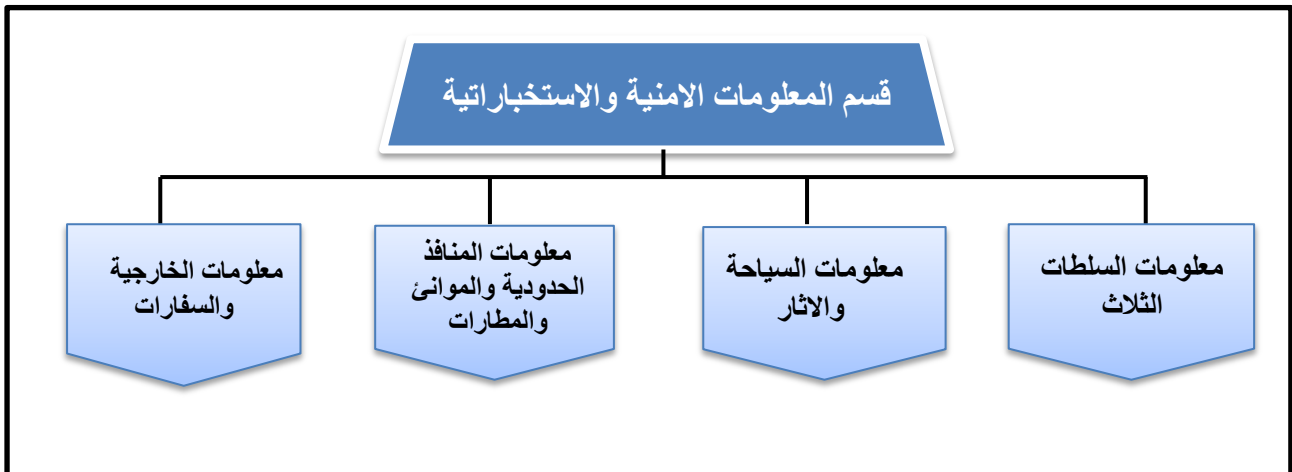 قسم المعلومات الامنية والاستخباراتية
معلومات السلطات
الثلاث
معلومات السياحة
والاثار
معلومات المنافذ
الحدودية والموانئ
والمطارات
معلومات الخارجية
والسفارات